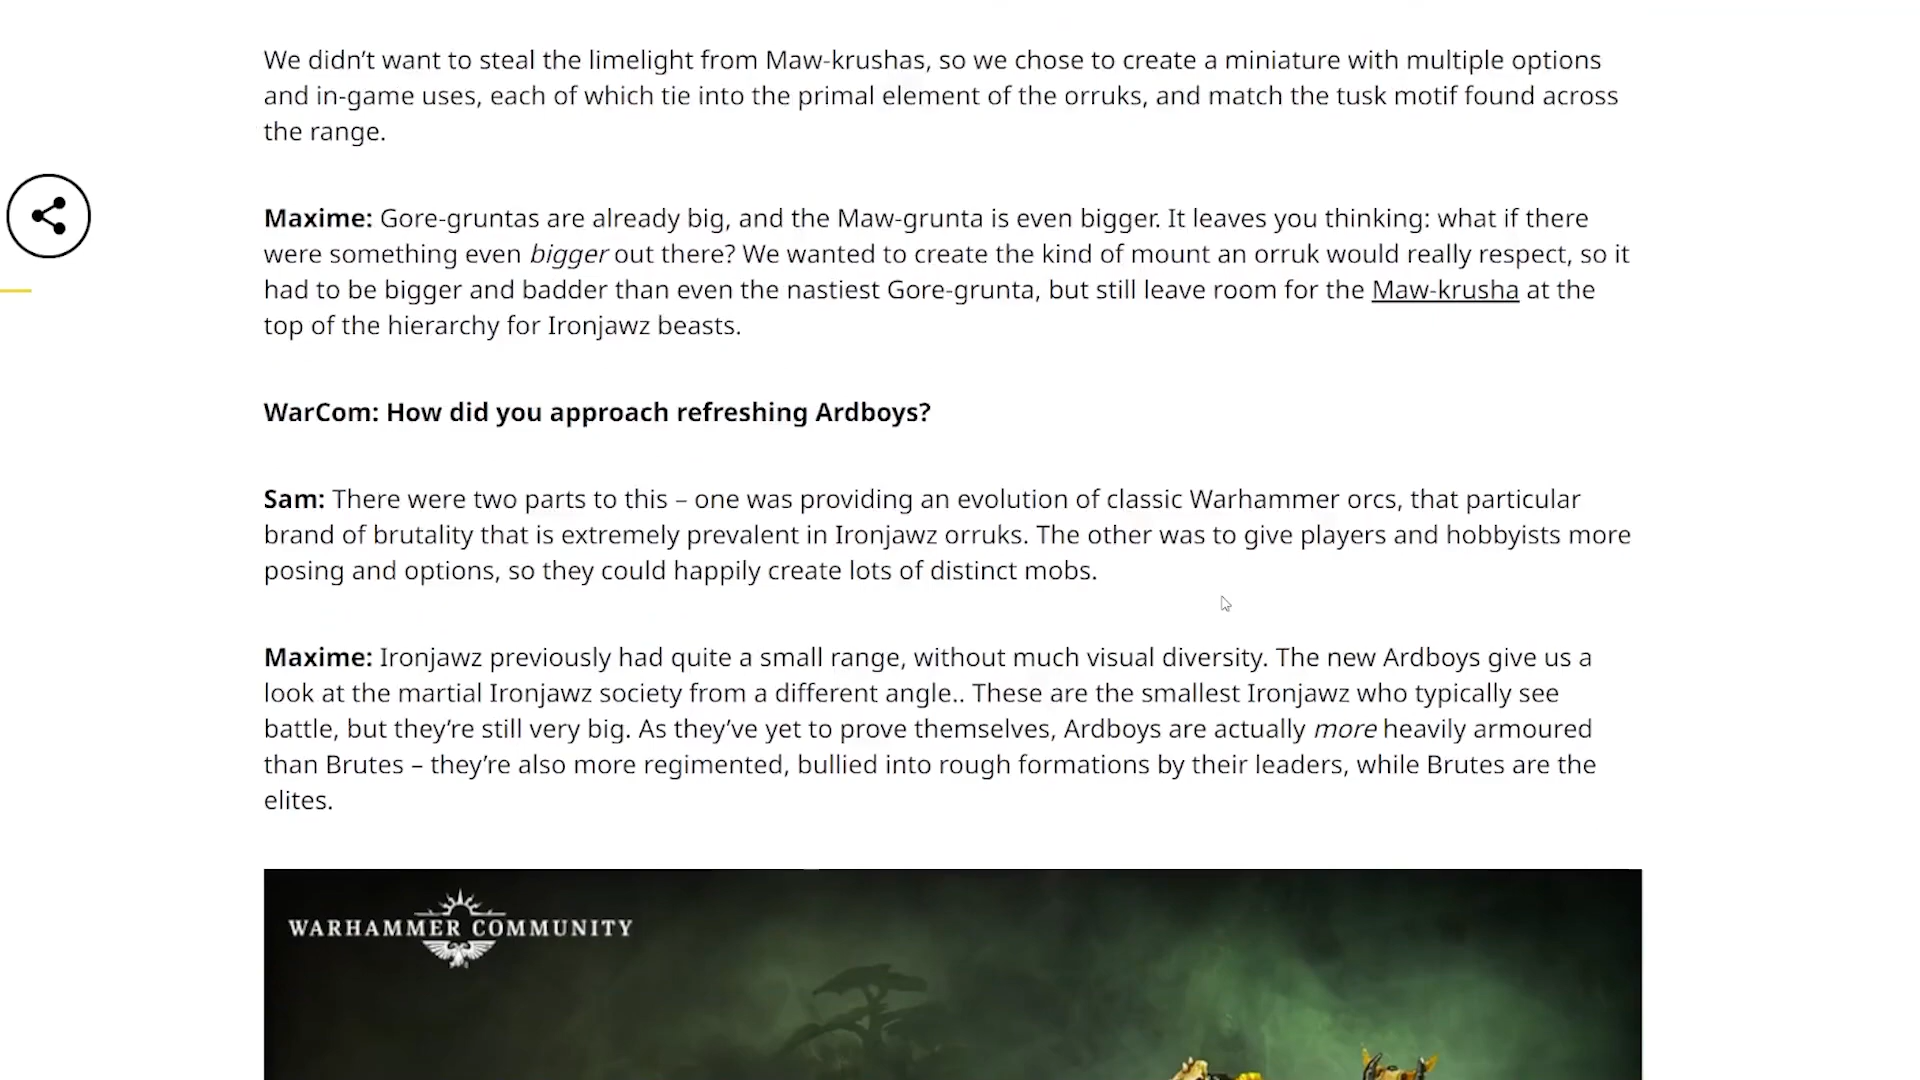 We didn’t want to steal the limelight from Maw-krushas, so we chose to create a miniature with multiple options
and in-game uses, each of which tie into the primal element of the orruks, and match the tusk motif found across
the range.
Maxime: Gore-gruntas are already big, and the Maw-grunta is even bigger. It leaves you thinking: what if there
were something even bigger out there? We wanted to create the kind of mount an orruk would really respect, so it
had to be bigger and badder than even the nastiest Gore-grunta, but still leave room for the Maw-krusha at the
top of the hierarchy for Ironjawz beasts.
WarCom: How did you approach refreshing Ardboys?
Sam: There were two parts to this – one was providing an evolution of classic Warhammer orcs, that particular
brand of brutality that is extremely prevalent in Ironjawz orruks. The other was to give players and hobbyists more
posing and options, so they could happily create lots of distinct mobs.
Maxime: Ironjawz previously had quite a small range, without much visual diversity. The new Ardboys give us a
look at the martial Ironjawz society from a different angle.. These are the smallest Ironjawz who typically see
battle, but they’re still very big. As they’ve yet to prove themselves, Ardboys are actually more heavily armoured
than Brutes – they’re also more regimented, bullied into rough formations by their leaders, while Brutes are the
elites.
WARHAMMER COMMUNITY